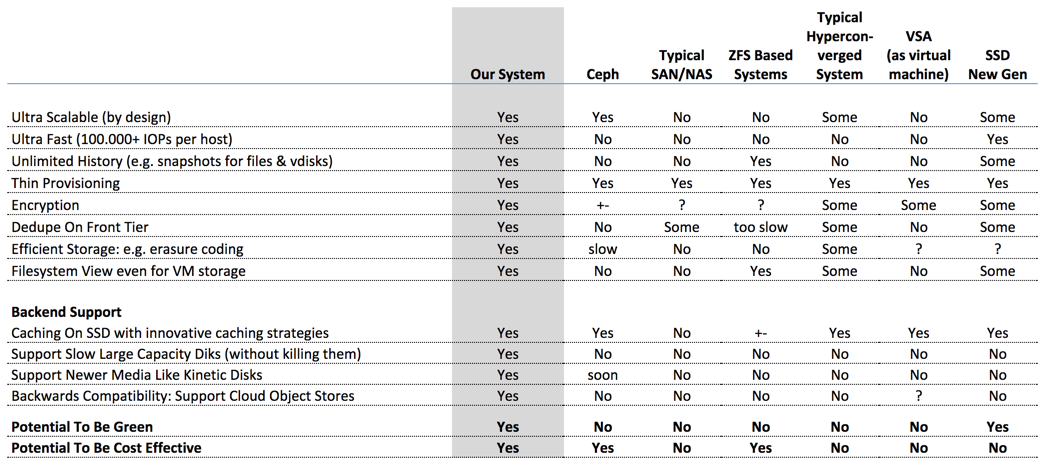 Typical
Hypercon- VSA
Typical ZFS Based verged (as virtual SSD
Our System Ceph SAN/NAS Systems System machine) New Gen
Ultra Scalable (by design) Yes Yes No No Some No Some
Ultra Fast (100.000+ IOPs per host) Yes No No No No No Yes
Unlimited History (e.g. snapshots for files & vdisks) Yes No No Yes No No Some
Thin Provisioning Yes Yes Yes Yes Yes Yes Yes
Encryption Yes +- ? ? Some Some Some
Dedupe On Front Tier Yes No Some too slow Some No Some
Efficient Storage: e.g. erasure coding Yes slow No No Some ? ?
Filesystem View even for VM storage Yes No No Yes Some No Some
Backend Support
Caching On SSD with innovative caching strategies Yes Yes No +- Yes Yes Yes
Support Slow Large Capacity Diks (without killing them) Yes No No No No No No
Support Newer Media Like Kinetic Disks Yes soon No No No No No
Backwards Compatibility: Support Cloud Object Stores Yes No No No No ? No
Potential To Be Green Yes No No No No No Yes
Potential To Be Cost Effective Yes Yes No Yes No No No